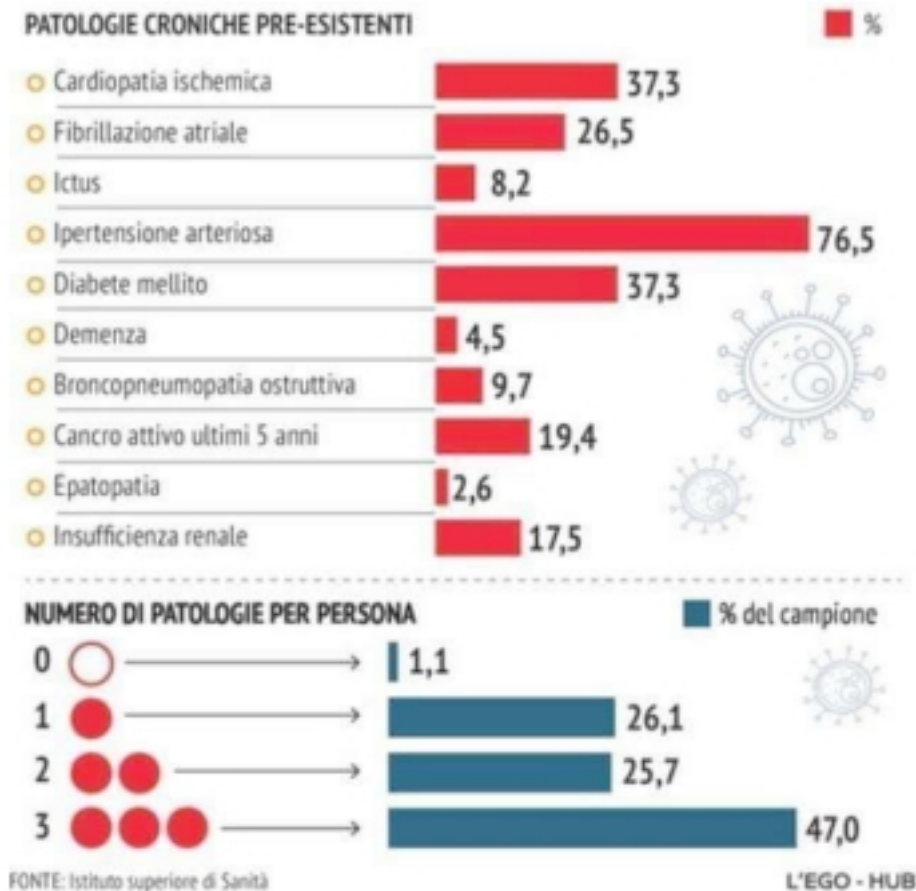 PATOLOGIE CRONICHE PRE-ESISTENTI %
Cardiopatia ischemica 37,3
Fibrillazione atriale 26,5
Ictus 8,2
Ipertensione arteriosa 76,5
Diabete mellito 37,3
Demenza 4,5
Broncopneumopatia ostruttiva 9,7
Cancro attivo ultimi 5 anni 19,4
Epatopatia 2,6
Insufficienza renale 17,5
NUMERO DI PATOLOGIE PER PERSONA % del campione
0 1,1
1 26,1
2 25,7
3 47,0
FONTE: Istituto superiore di Sanità L'EGO - HUB